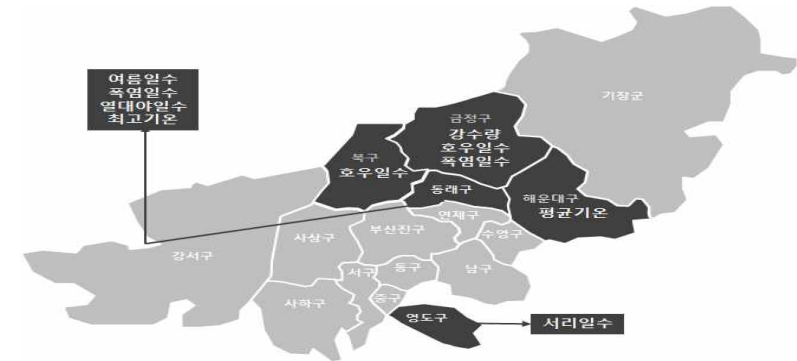 여름일수
폭염일수
열대야일수
최고기온
기장군
금정구
강수량
호우일수
폭염일수
북구
호우일수
동래구
해운대구
평균기온
연제구
부산진구
수영구
사상구
강서구
동구
남구
서구
중구
사하구
영도구
서리일수